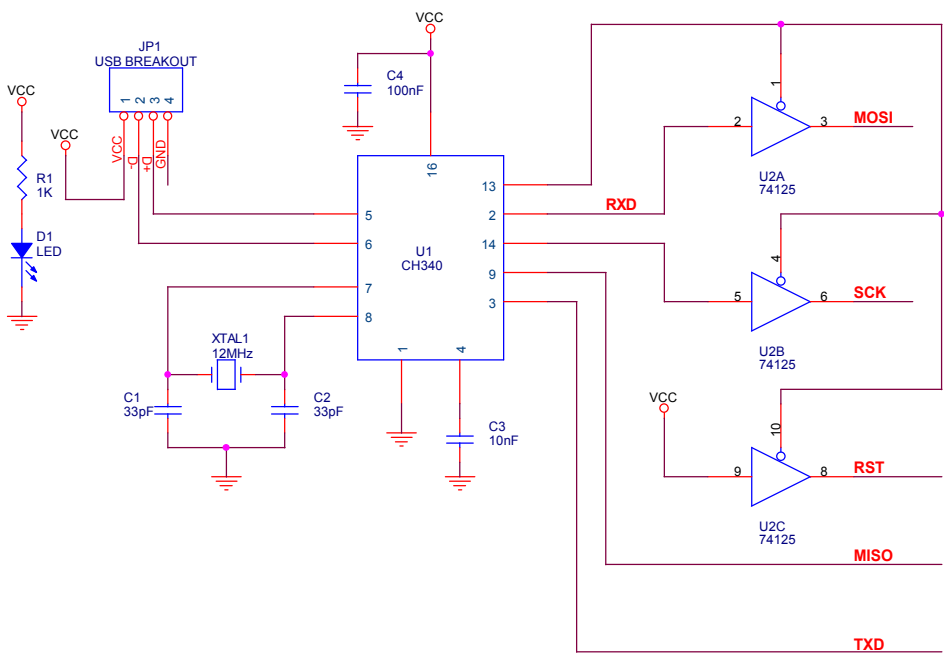 VCC
JP1
USB BREAKOUT
1 2 3 4
VCC D- D+ GND
VCC
VCC
R1
1K
D1
LED
C4
100nF
16
5
6
7
8
1
4
13
2
14
9
3
U1
CH340
XTAL1
12MHz
C1
33pF
C2
33pF
C3
10nF
RXD
1
2
3
MOSI
U2A
74125
4
5
6
SCK
U2B
74125
VCC
10
9
8
RST
U2C
74125
MISO
TXD